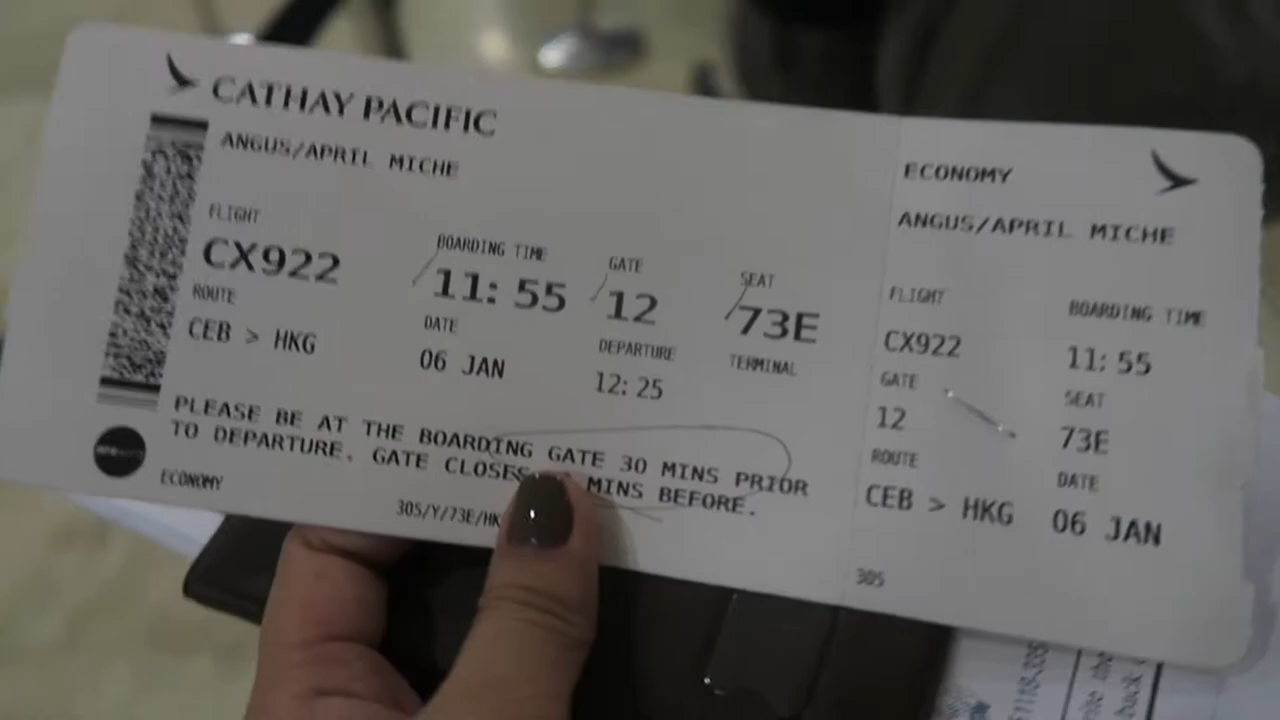 CATHAY PACIFIC
ANGUS/APRIL MICHE
FLIGHT
CX922
BOARDING TIME
11:55
GATE
12
SEAT
73E
ROUTE
CEB > HKG
DATE
06 JAN
DEPARTURE
12:25
TERMINAL
PLEASE BE AT THE BOARDING GATE 30 MINS PRIOR
TO DEPARTURE. GATE CLOSES MINS BEFORE.
ECONOMY
305/Y/73E/HK
ECONOMY
ANGUS/APRIL MICHE
FLIGHT
CX922
BOARDING TIME
11:55
GATE
12
SEAT
73E
ROUTE
CEB > HKG
DATE
06 JAN
305